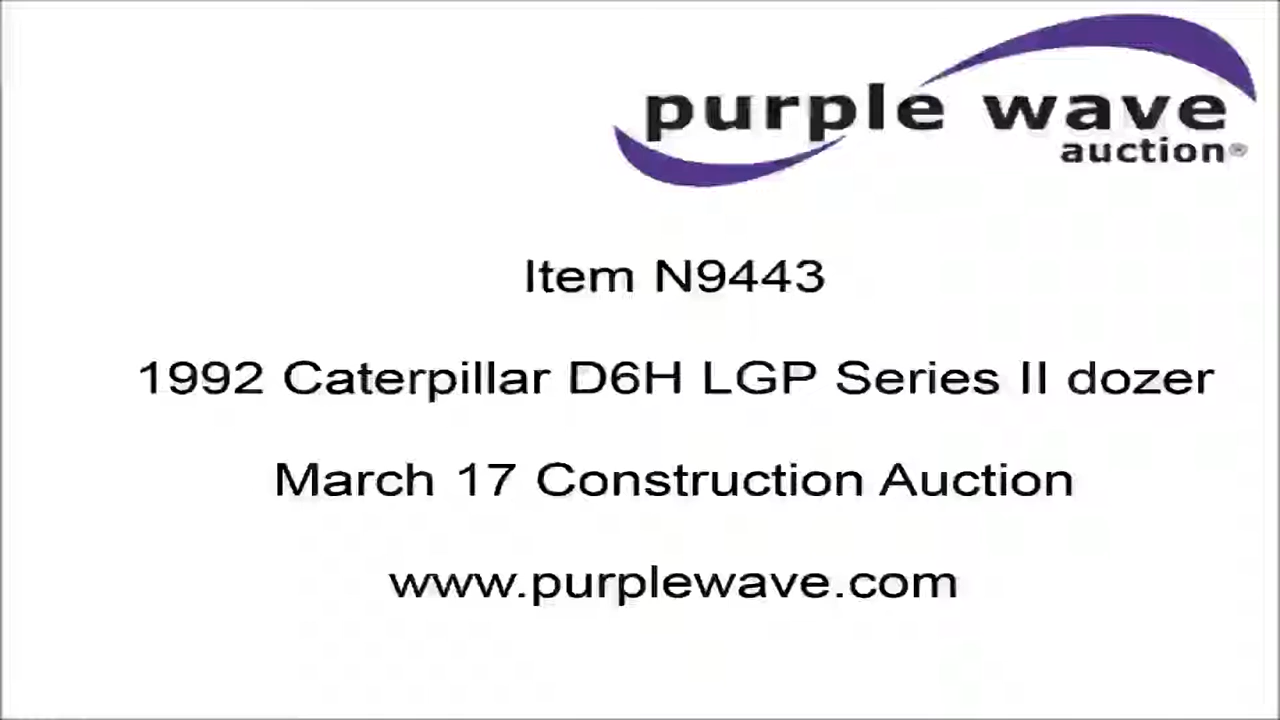 purple wave
auction®
Item N9443
1992 Caterpillar D6H LGP Series II dozer
March 17 Construction Auction
www.purplewave.com